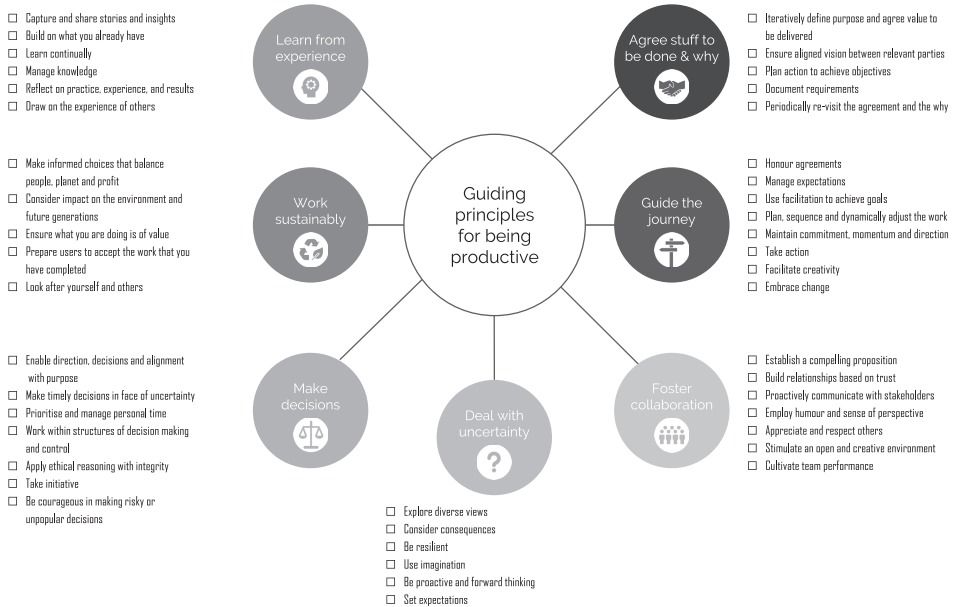 Capture and share stories and insights
Build on what you already have
Learn continually
Manage knowledge
Reflect on practice, experience, and results
Draw on the experience of others
Learn from
experience
Agree stuff to
be done & why
Iteratively define purpose and agree value to
be delivered
Ensure aligned vision between relevant parties
Plan action to achieve objectives
Document requirements
Periodically re-visit the agreement and the why
Make informed choices that balance
people, planet and profit
Consider impact on the environment and
future generations
Ensure what you are doing is of value
Prepare users to accept the work that you
have completed
Look after yourself and others
Work
sustainably
Guiding
principles
for being
productive
Guide the
journey
Honour agreements
Manage expectations
Use facilitation to achieve goals
Plan, sequence and dynamically adjust the work
Maintain commitment, momentum and direction
Take action
Facilitate creativity
Embrace change
Enable direction, decisions and alignment
with purpose
Make timely decisions in face of uncertainty
Prioritise and manage personal time
Work within structures of decision making
and control
Apply ethical reasoning with integrity
Take initiative
Be courageous in making risky or
unpopular decisions
Make
decisions
Deal with
uncertainty
?
Foster
collaboration
Establish a compelling proposition
Build relationships based on trust
Proactively communicate with stakeholders
Employ humour and sense of perspective
Appreciate and respect others
Stimulate an open and creative environment
Cultivate team performance
Explore diverse views
Consider consequences
Be resilient
Use imagination
Be proactive and forward thinking
Set expectations